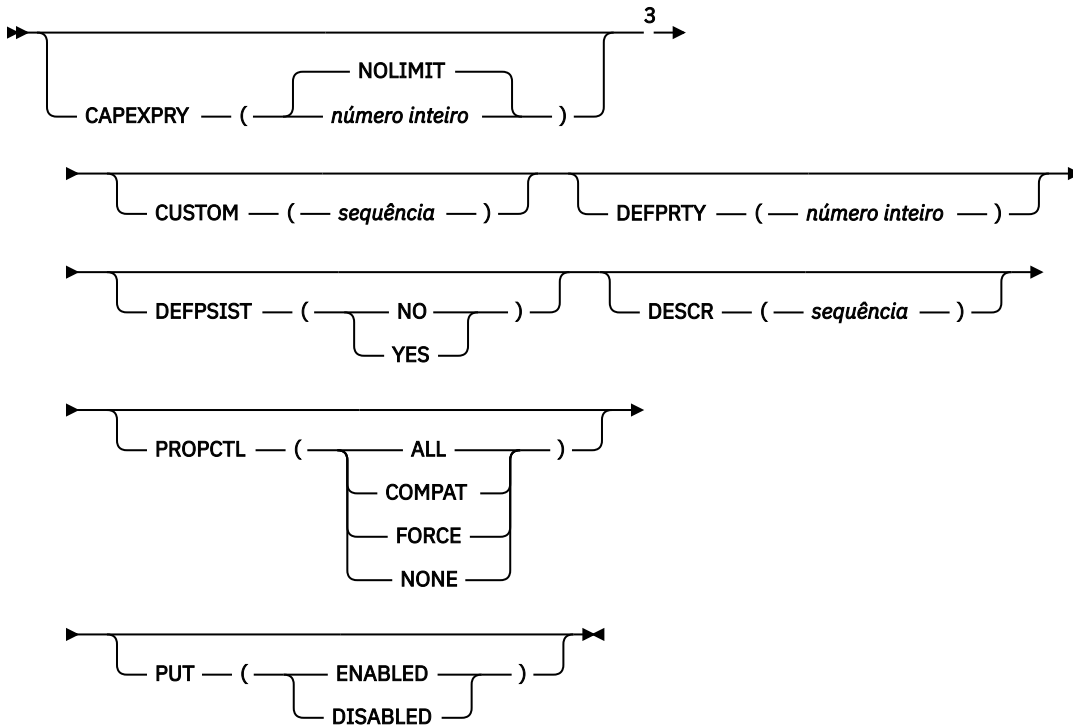 3
NOLIMIT
CAPEXPRY ( número inteiro )
CUSTOM ( sequência ) DEFPRTY ( número inteiro )
DEFPSIST ( NO ) DESCR ( sequência )
YES
PROPCTL ( ALL )
COMPAT
FORCE
NONE
PUT ( ENABLED )
DISABLED